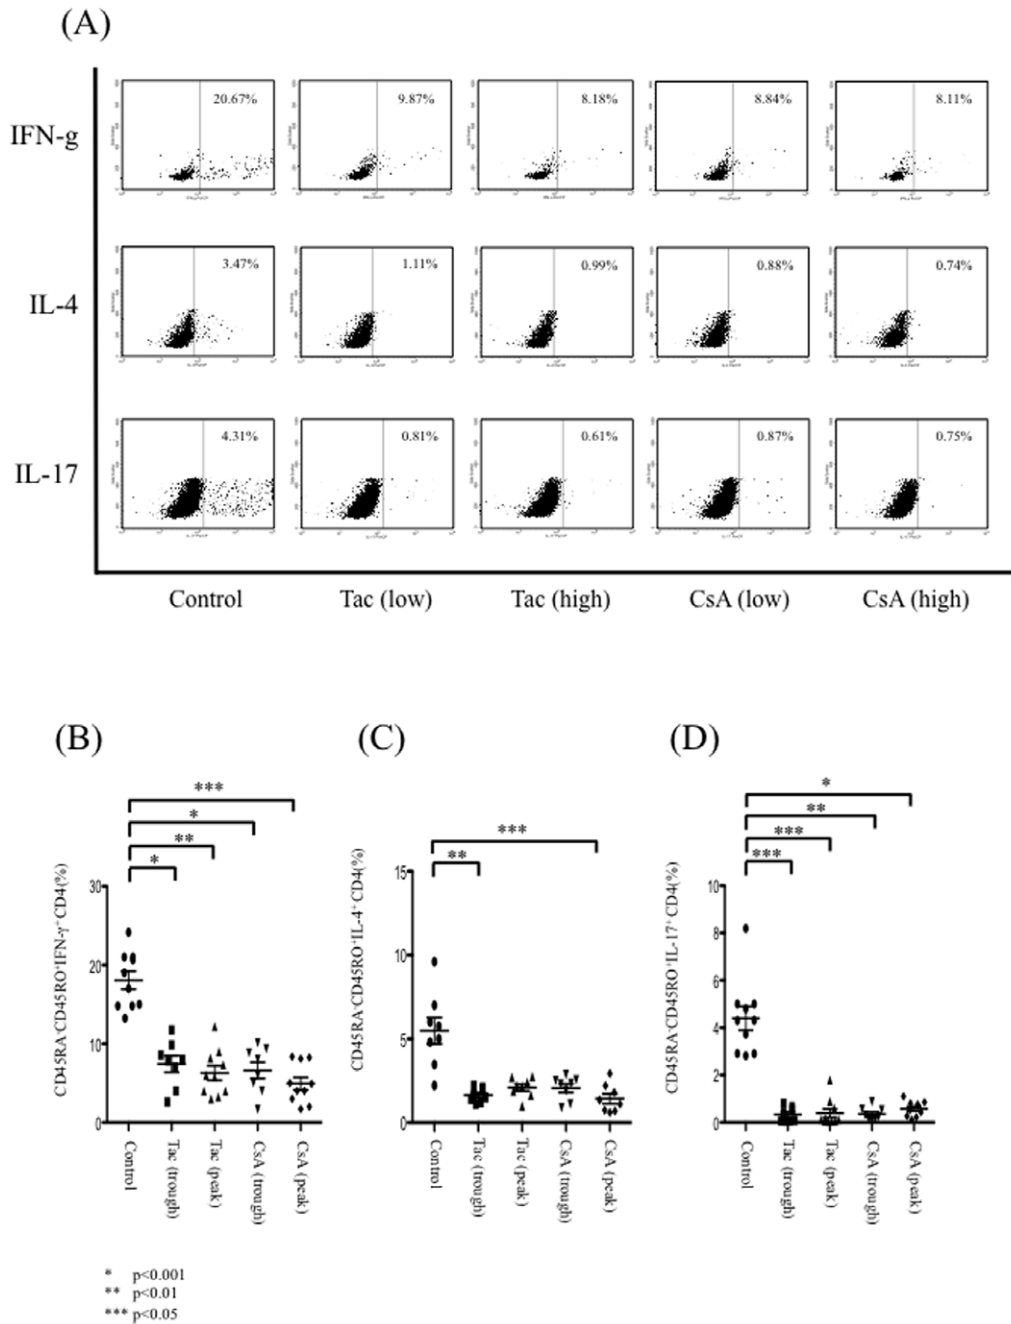 (A)
IFN-g
20.67%
9.87%
8.18%
8.84%
8.11%
IL-4
3.47%
1.11%
0.99%
0.88%
0.74%
IL-17
4.31%
0.81%
0.61%
0.87%
0.75%
Control
Tac (low)
Tac (high)
CsA (low)
CsA (high)
(B)
***
*
**
*
CD45RA⁻CD45RO⁺IFN-γ⁺CD4(%)
30
20
10
0
Control
Tac (trough)
Tac (peak)
CsA (trough)
CsA (peak)
(C)
***
**
CD45RA⁻CD45RO⁺IL-4⁺CD4(%)
15
10
5
0
Control
Tac (trough)
Tac (peak)
CsA (trough)
CsA (peak)
(D)
*
**
***
***
CD45RA⁻CD45RO⁺IL-17⁺CD4(%)
10
8
6
4
2
0
Control
Tac (trough)
Tac (peak)
CsA (trough)
CsA (peak)
* p<0.001
** p<0.01
*** p<0.05